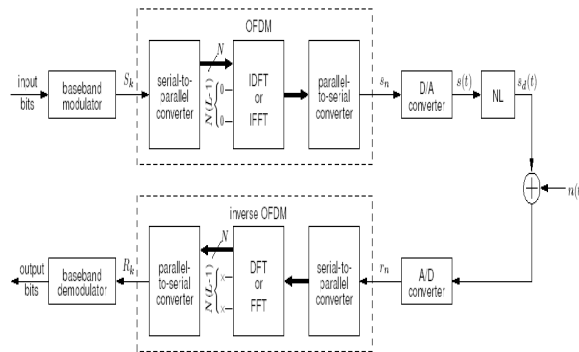 OFDM
input
bits
baseband
modulator
S_k
serial-to-
parallel
converter
N
N(L-1)
0
0
IDFT
or
IFFT
parallel-
to-serial
converter
s_n
D/A
converter
s(t)
NL
s_d(t)
+
n(t
inverse OFDM
output
bits
baseband
demodulator
R_k
parallel-
to-serial
converter
N
N(L-1)
×
×
DFT
or
FFT
serial-to-
parallel
converter
r_n
A/D
converter